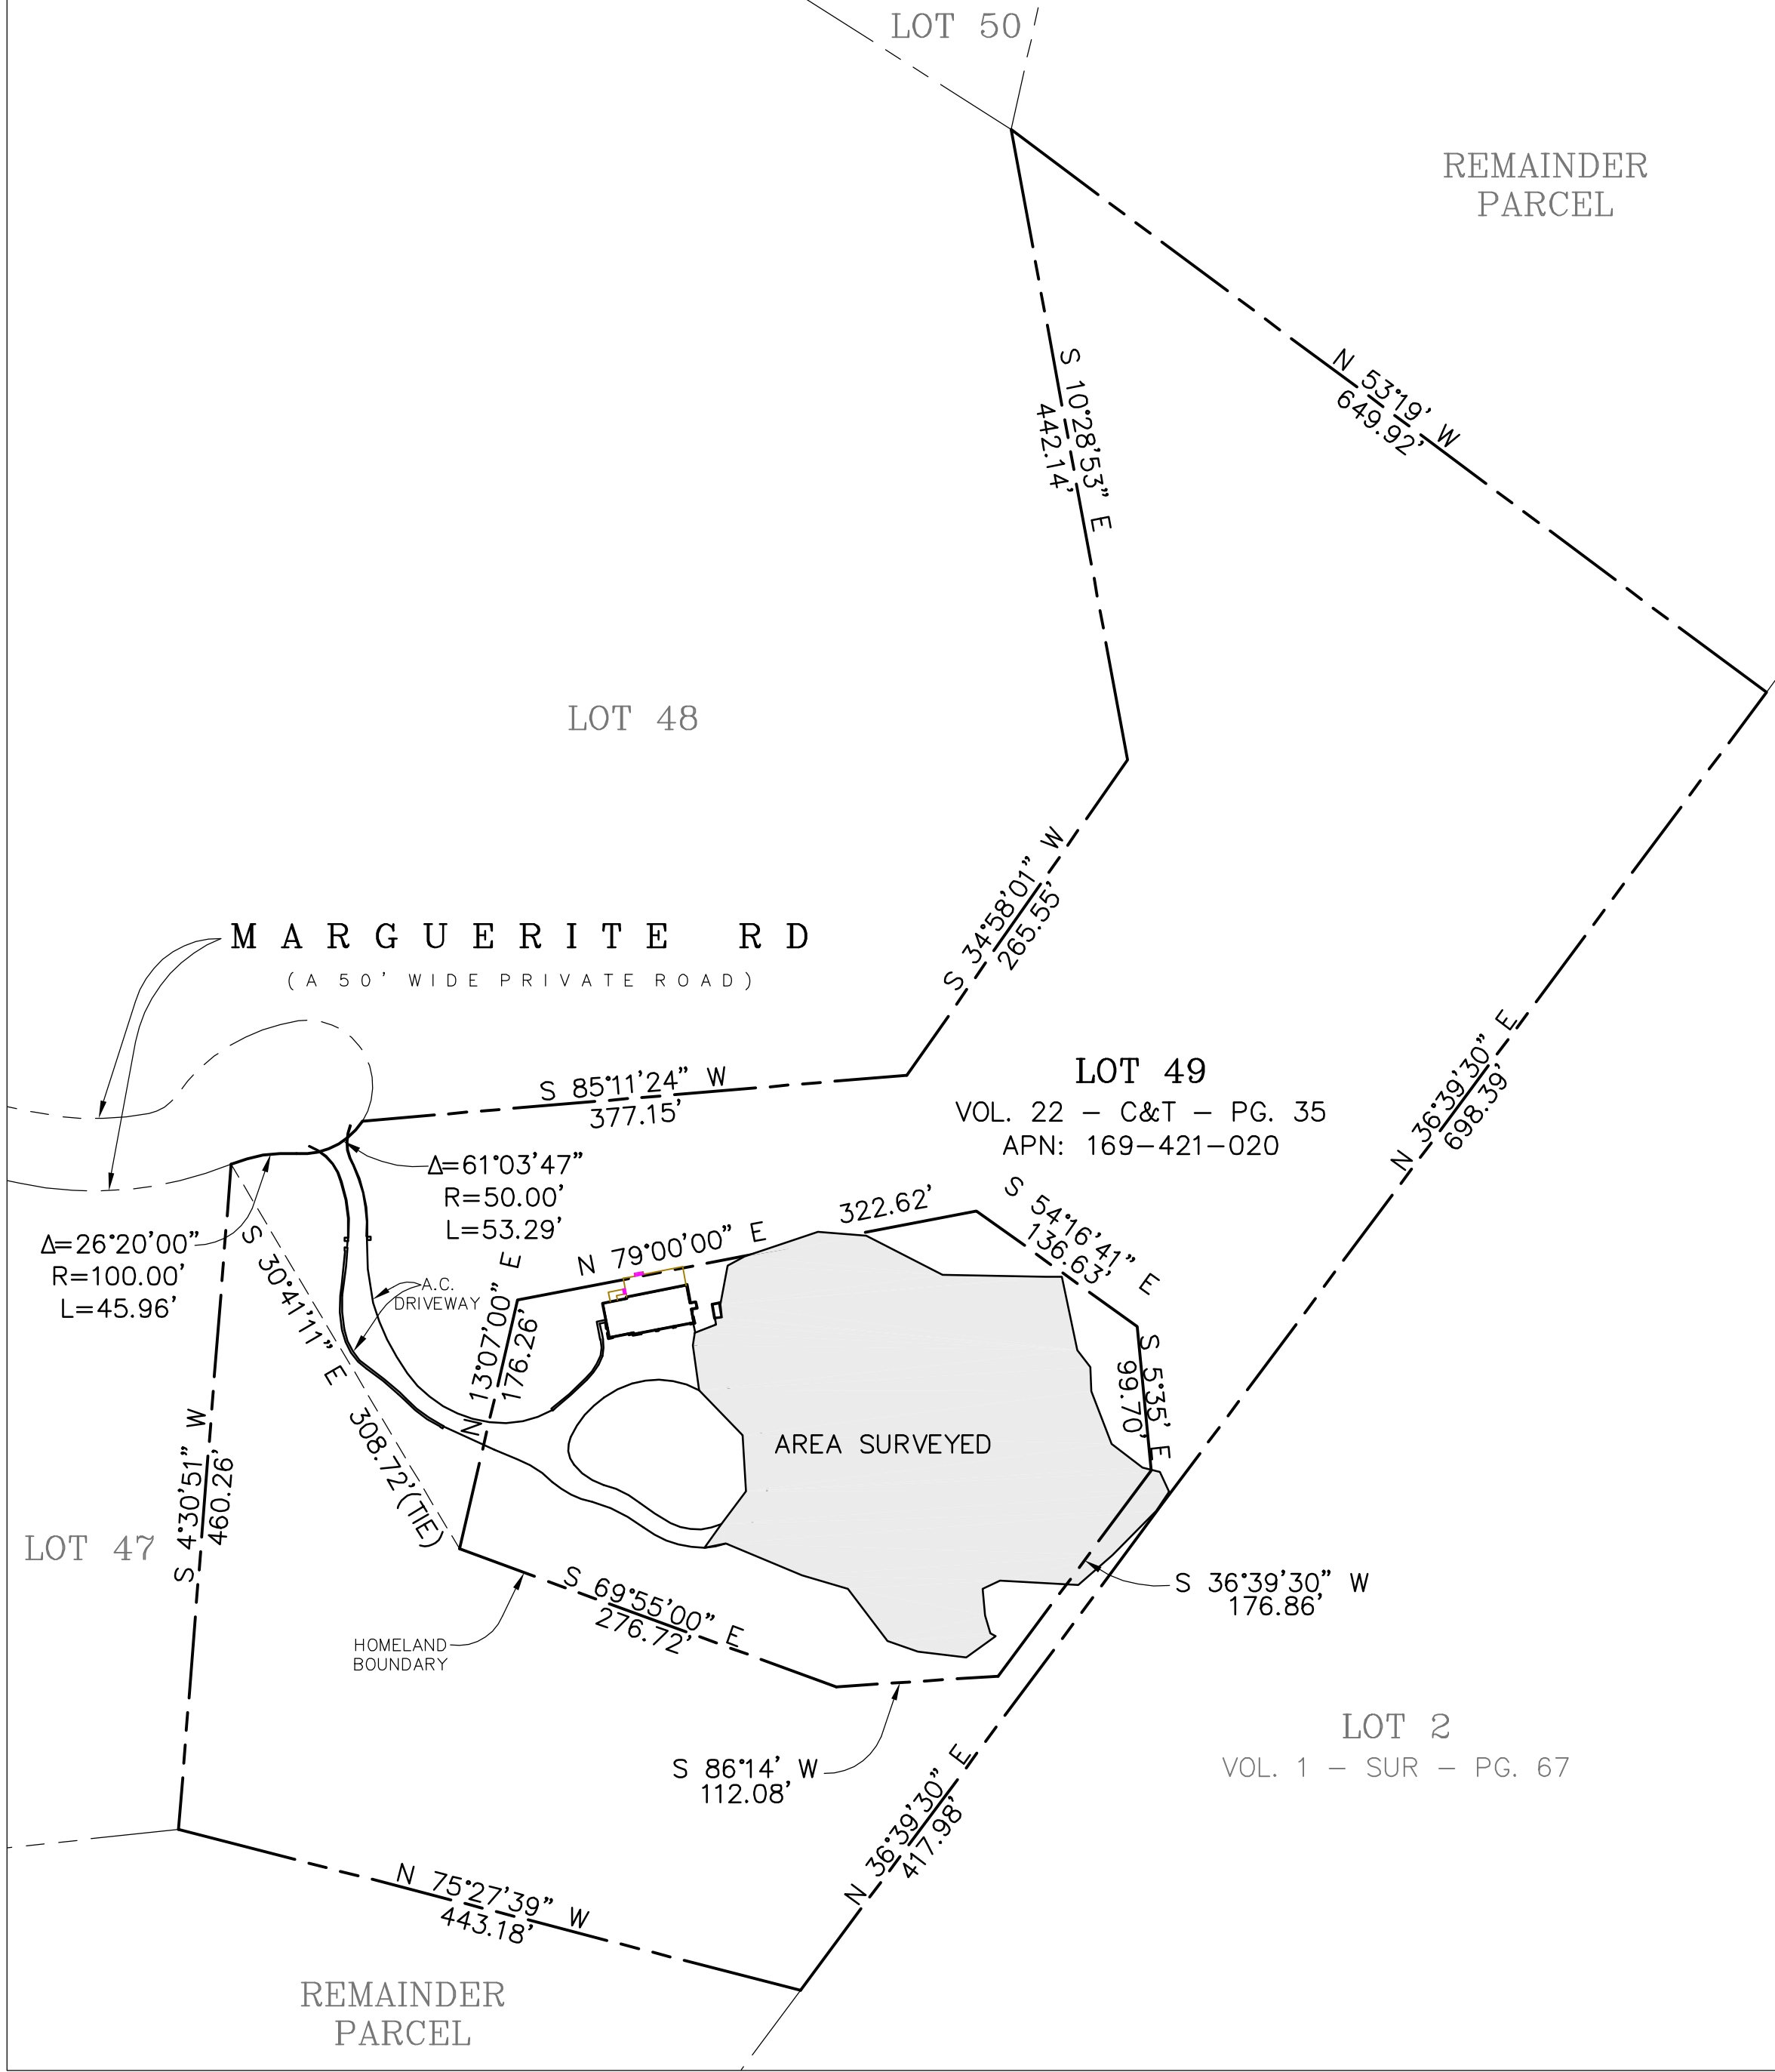 LOT 50
REMAINDER
PARCEL
N 53°19' W
649.92'
S 10°28'53" E
442.14'
LOT 48
S 34°58'01" W
265.55'
MARGUERITE RD
(A 50' WIDE PRIVATE ROAD)
S 85°11'24" W
377.15'
LOT 49
VOL. 22 – C&T – PG. 35
APN: 169–421–020
N 36°39'30" E
698.39'
Δ=61°03'47"
R=50.00'
L=53.29'
Δ=26°20'00"
R=100.00'
L=45.96'
S 30°41'11" E
308.72'(TIE)
A.C.
DRIVEWAY
N 13°07'00" E
176.26'
N 79°00'00" E
322.62'
S 54°16'41" E
136.63'
S 5°35' E
99.70'
AREA SURVEYED
S 4°30'51" W
460.26'
LOT 47
S 69°55'00" E
276.72'
HOMELAND
BOUNDARY
S 36°39'30" W
176.86'
S 86°14' W
112.08'
LOT 2
VOL. 1 – SUR – PG. 67
N 36°39'30" E
417.98'
N 75°27'39" W
443.18'
REMAINDER
PARCEL